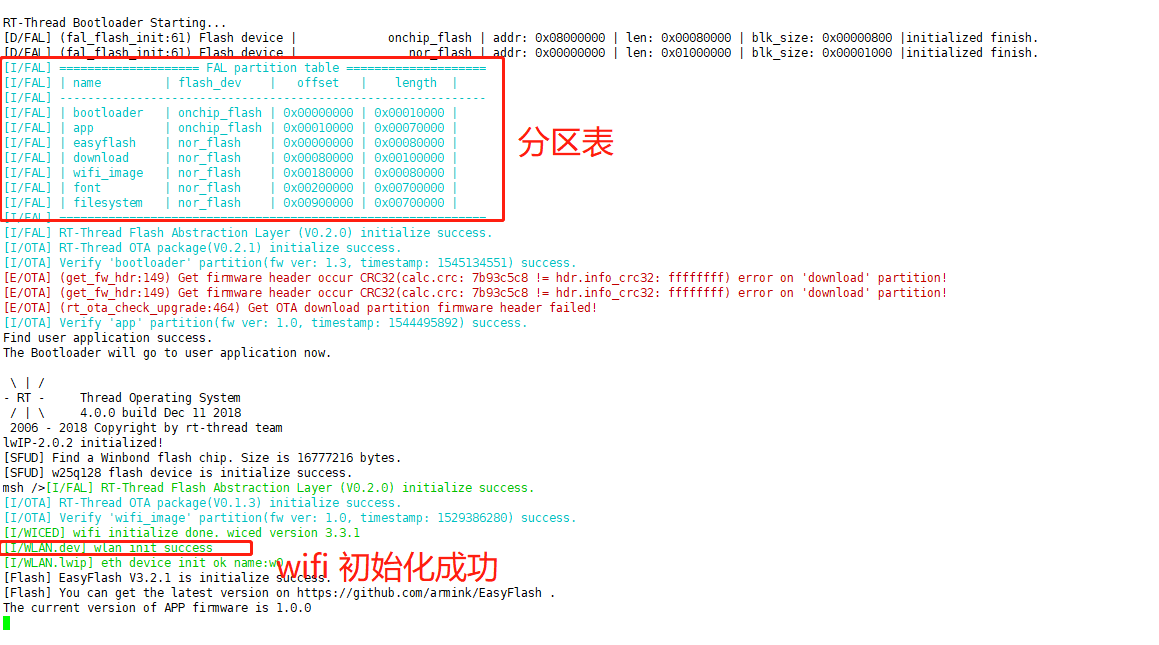 RT-Thread Bootloader Starting...
[D/FAL] (fal_flash_init:61) Flash device |             onchip_flash | addr: 0x08000000 | len: 0x00080000 | blk_size: 0x00000800 |initialized finish.
[D/FAL] (fal_flash_init:61) Flash device |                nor_flash | addr: 0x00000000 | len: 0x01000000 | blk_size: 0x00001000 |initialized finish.
[I/FAL] ==================== FAL partition table ====================
[I/FAL] | name         | flash_dev    |   offset   |    length  |
[I/FAL] -------------------------------------------------------------
[I/FAL] | bootloader   | onchip_flash | 0x00000000 | 0x00010000 |
[I/FAL] | app          | onchip_flash | 0x00010000 | 0x00070000 |
[I/FAL] | easyflash    | nor_flash    | 0x00000000 | 0x00080000 |
分区表
[I/FAL] | download     | nor_flash    | 0x00080000 | 0x00100000 |
[I/FAL] | wifi_image   | nor_flash    | 0x00180000 | 0x00080000 |
[I/FAL] | font         | nor_flash    | 0x00200000 | 0x00700000 |
[I/FAL] | filesystem   | nor_flash    | 0x00900000 | 0x00700000 |
[I/FAL] =============================================================
[I/FAL] RT-Thread Flash Abstraction Layer (V0.2.0) initialize success.
[I/OTA] RT-Thread OTA package(V0.2.1) initialize success.
[I/OTA] Verify 'bootloader' partition(fw ver: 1.3, timestamp: 1545134551) success.
[E/OTA] (get_fw_hdr:149) Get firmware header occur CRC32(calc.crc: 7b93c5c8 != hdr.info_crc32: ffffffff) error on 'download' partition!
[E/OTA] (get_fw_hdr:149) Get firmware header occur CRC32(calc.crc: 7b93c5c8 != hdr.info_crc32: ffffffff) error on 'download' partition!
[E/OTA] (rt_ota_check_upgrade:464) Get OTA download partition firmware header failed!
[I/OTA] Verify 'app' partition(fw ver: 1.0, timestamp: 1544495892) success.
Find user application success.
The Bootloader will go to user application now.
 \ | /
- RT -     Thread Operating System
 / | \     4.0.0 build Dec 11 2018
 2006 - 2018 Copyright by rt-thread team
lwIP-2.0.2 initialized!
[SFUD] Find a Winbond flash chip. Size is 16777216 bytes.
[SFUD] w25q128 flash device is initialize success.
msh />[I/FAL] RT-Thread Flash Abstraction Layer (V0.2.0) initialize success.
[I/OTA] RT-Thread OTA package(V0.1.3) initialize success.
[I/OTA] Verify 'wifi_image' partition(fw ver: 1.0, timestamp: 1529386280) success.
[I/WICED] wifi initialize done. wiced version 3.3.1
[I/WLAN.dev] wlan init success
[I/WLAN.lwip] eth device init ok name:w0
wifi 初始化成功
[Flash] EasyFlash V3.2.1 is initialize success.
[Flash] You can get the latest version on https://github.com/armink/EasyFlash .
The current version of APP firmware is 1.0.0